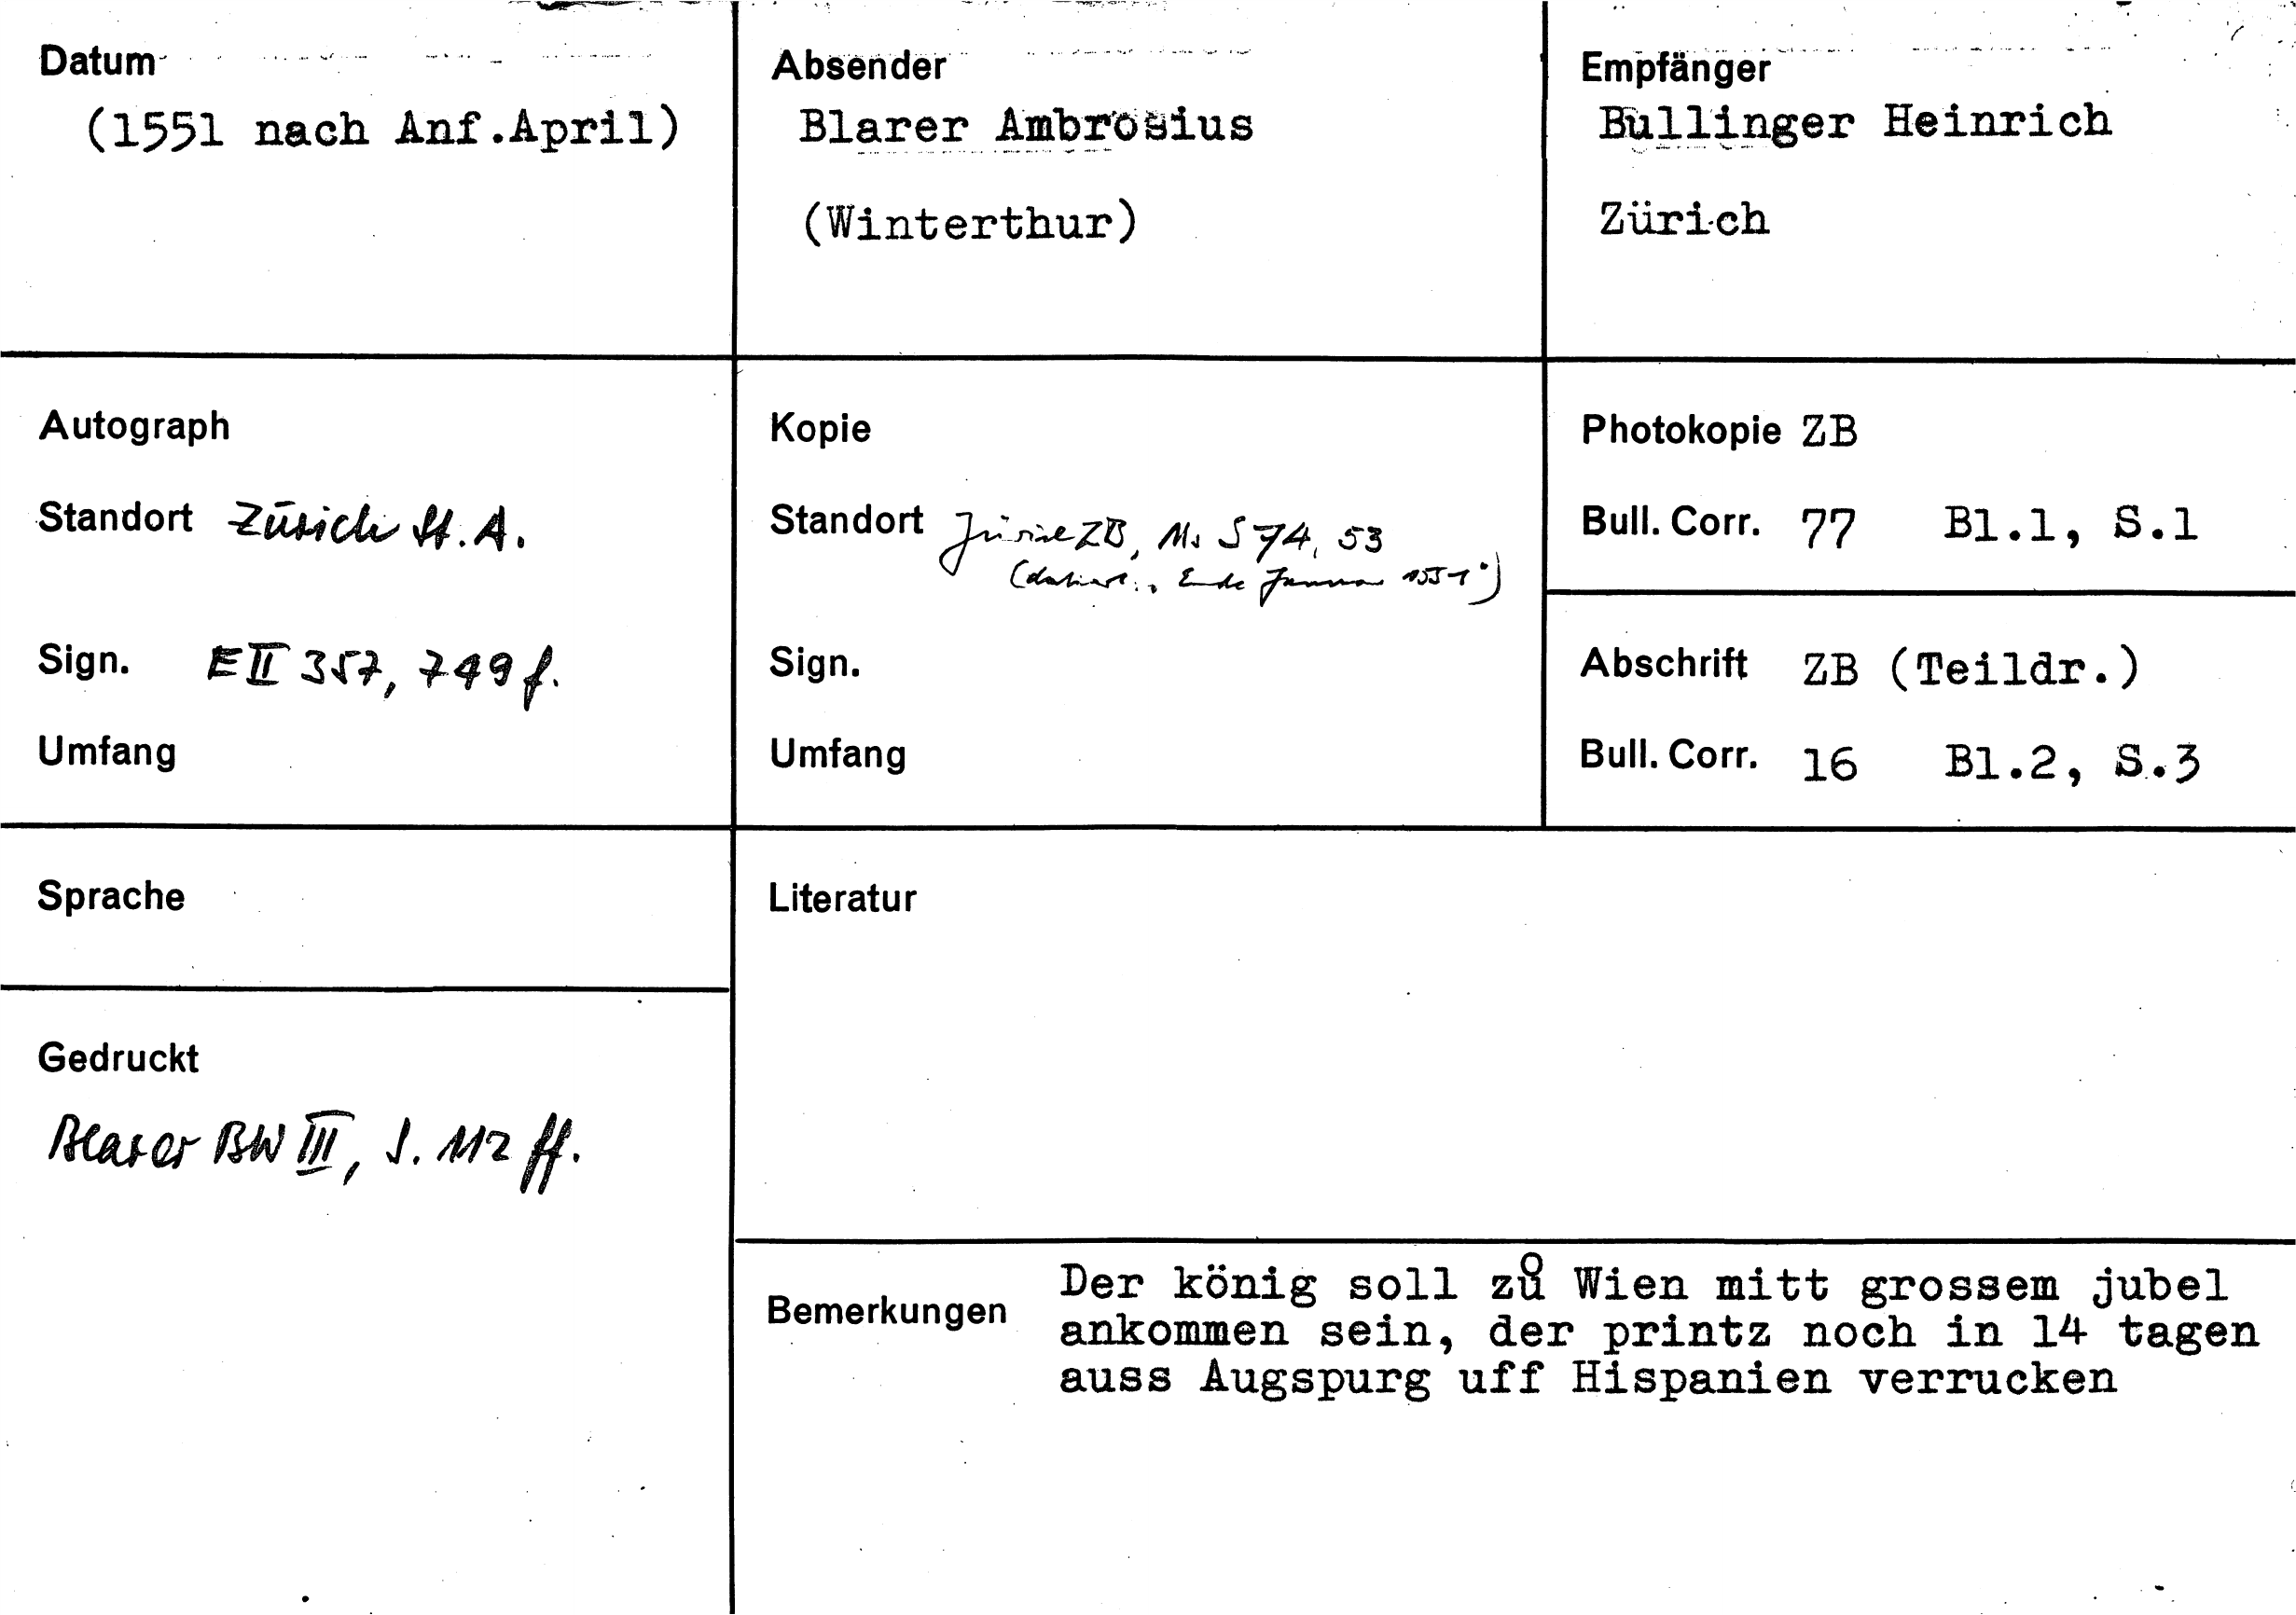 Datum
(1551 nach Anf.April)
Absender
Blarer Ambrosius
(Winterthur)
Empfänger
Bullinger Heinrich
Zürich
Autograph
Standort Zürich St.A.
Sign. E II 357, 749 f.
Umfang
Kopie
Standort Zürich ZB, Ms S 74, 53
(datiert: "Ende Januar 1551")
Sign.
Umfang
Photokopie ZB
Bull. Corr. 77 Bl.1, S.1
Abschrift ZB (Teildr.)
Bull. Corr. 16 Bl.2, S.3
Sprache
Gedruckt
Blarer BW III, S. 112 ff.
Literatur
Bemerkungen
Der könig soll zů Wien mitt grossem jubel
ankommen sein, der printz noch in 14 tagen
auss Augspurg uff Hispanien verrucken